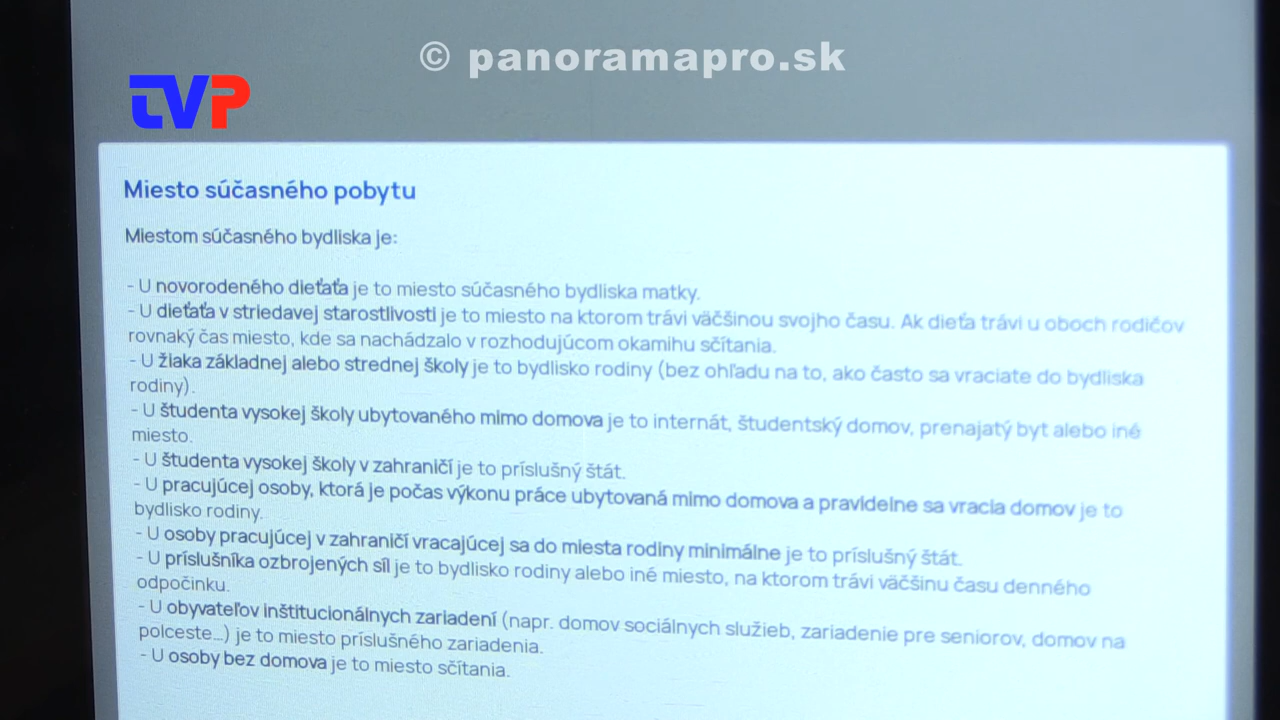 © panoramapro.sk
TVP
Miesto súčasného pobytu
Miestom súčasného bydliska je:
- U novorodeného dieťaťa je to miesto súčasného bydliska matky.
- U dieťaťa v striedavej starostlivosti je to miesto na ktorom trávi väčšinou svojho času. Ak dieťa trávi u oboch rodičov
rovnaký čas miesto, kde sa nachádzalo v rozhodujúcom okamihu sčítania.
- U žiaka základnej alebo strednej školy je to bydlisko rodiny (bez ohľadu na to, ako často sa vraciate do bydliska
rodiny).
- U študenta vysokej školy ubytovaného mimo domova je to internát, študentský domov, prenajatý byt alebo iné
miesto.
- U študenta vysokej školy v zahraničí je to príslušný štát.
- U pracujúcej osoby, ktorá je počas výkonu práce ubytovaná mimo domova a pravidelne sa vracia domov je to
bydlisko rodiny.
- U osoby pracujúcej v zahraničí vracajúcej sa do miesta rodiny minimálne je to príslušný štát.
- U príslušníka ozbrojených síl je to bydlisko rodiny alebo iné miesto, na ktorom trávi väčšinu času denného
odpočinku.
- U obyvateľov inštitucionálnych zariadení (napr. domov sociálnych služieb, zariadenie pre seniorov, domov na
polceste...) je to miesto príslušného zariadenia.
- U osoby bez domova je to miesto sčítania.